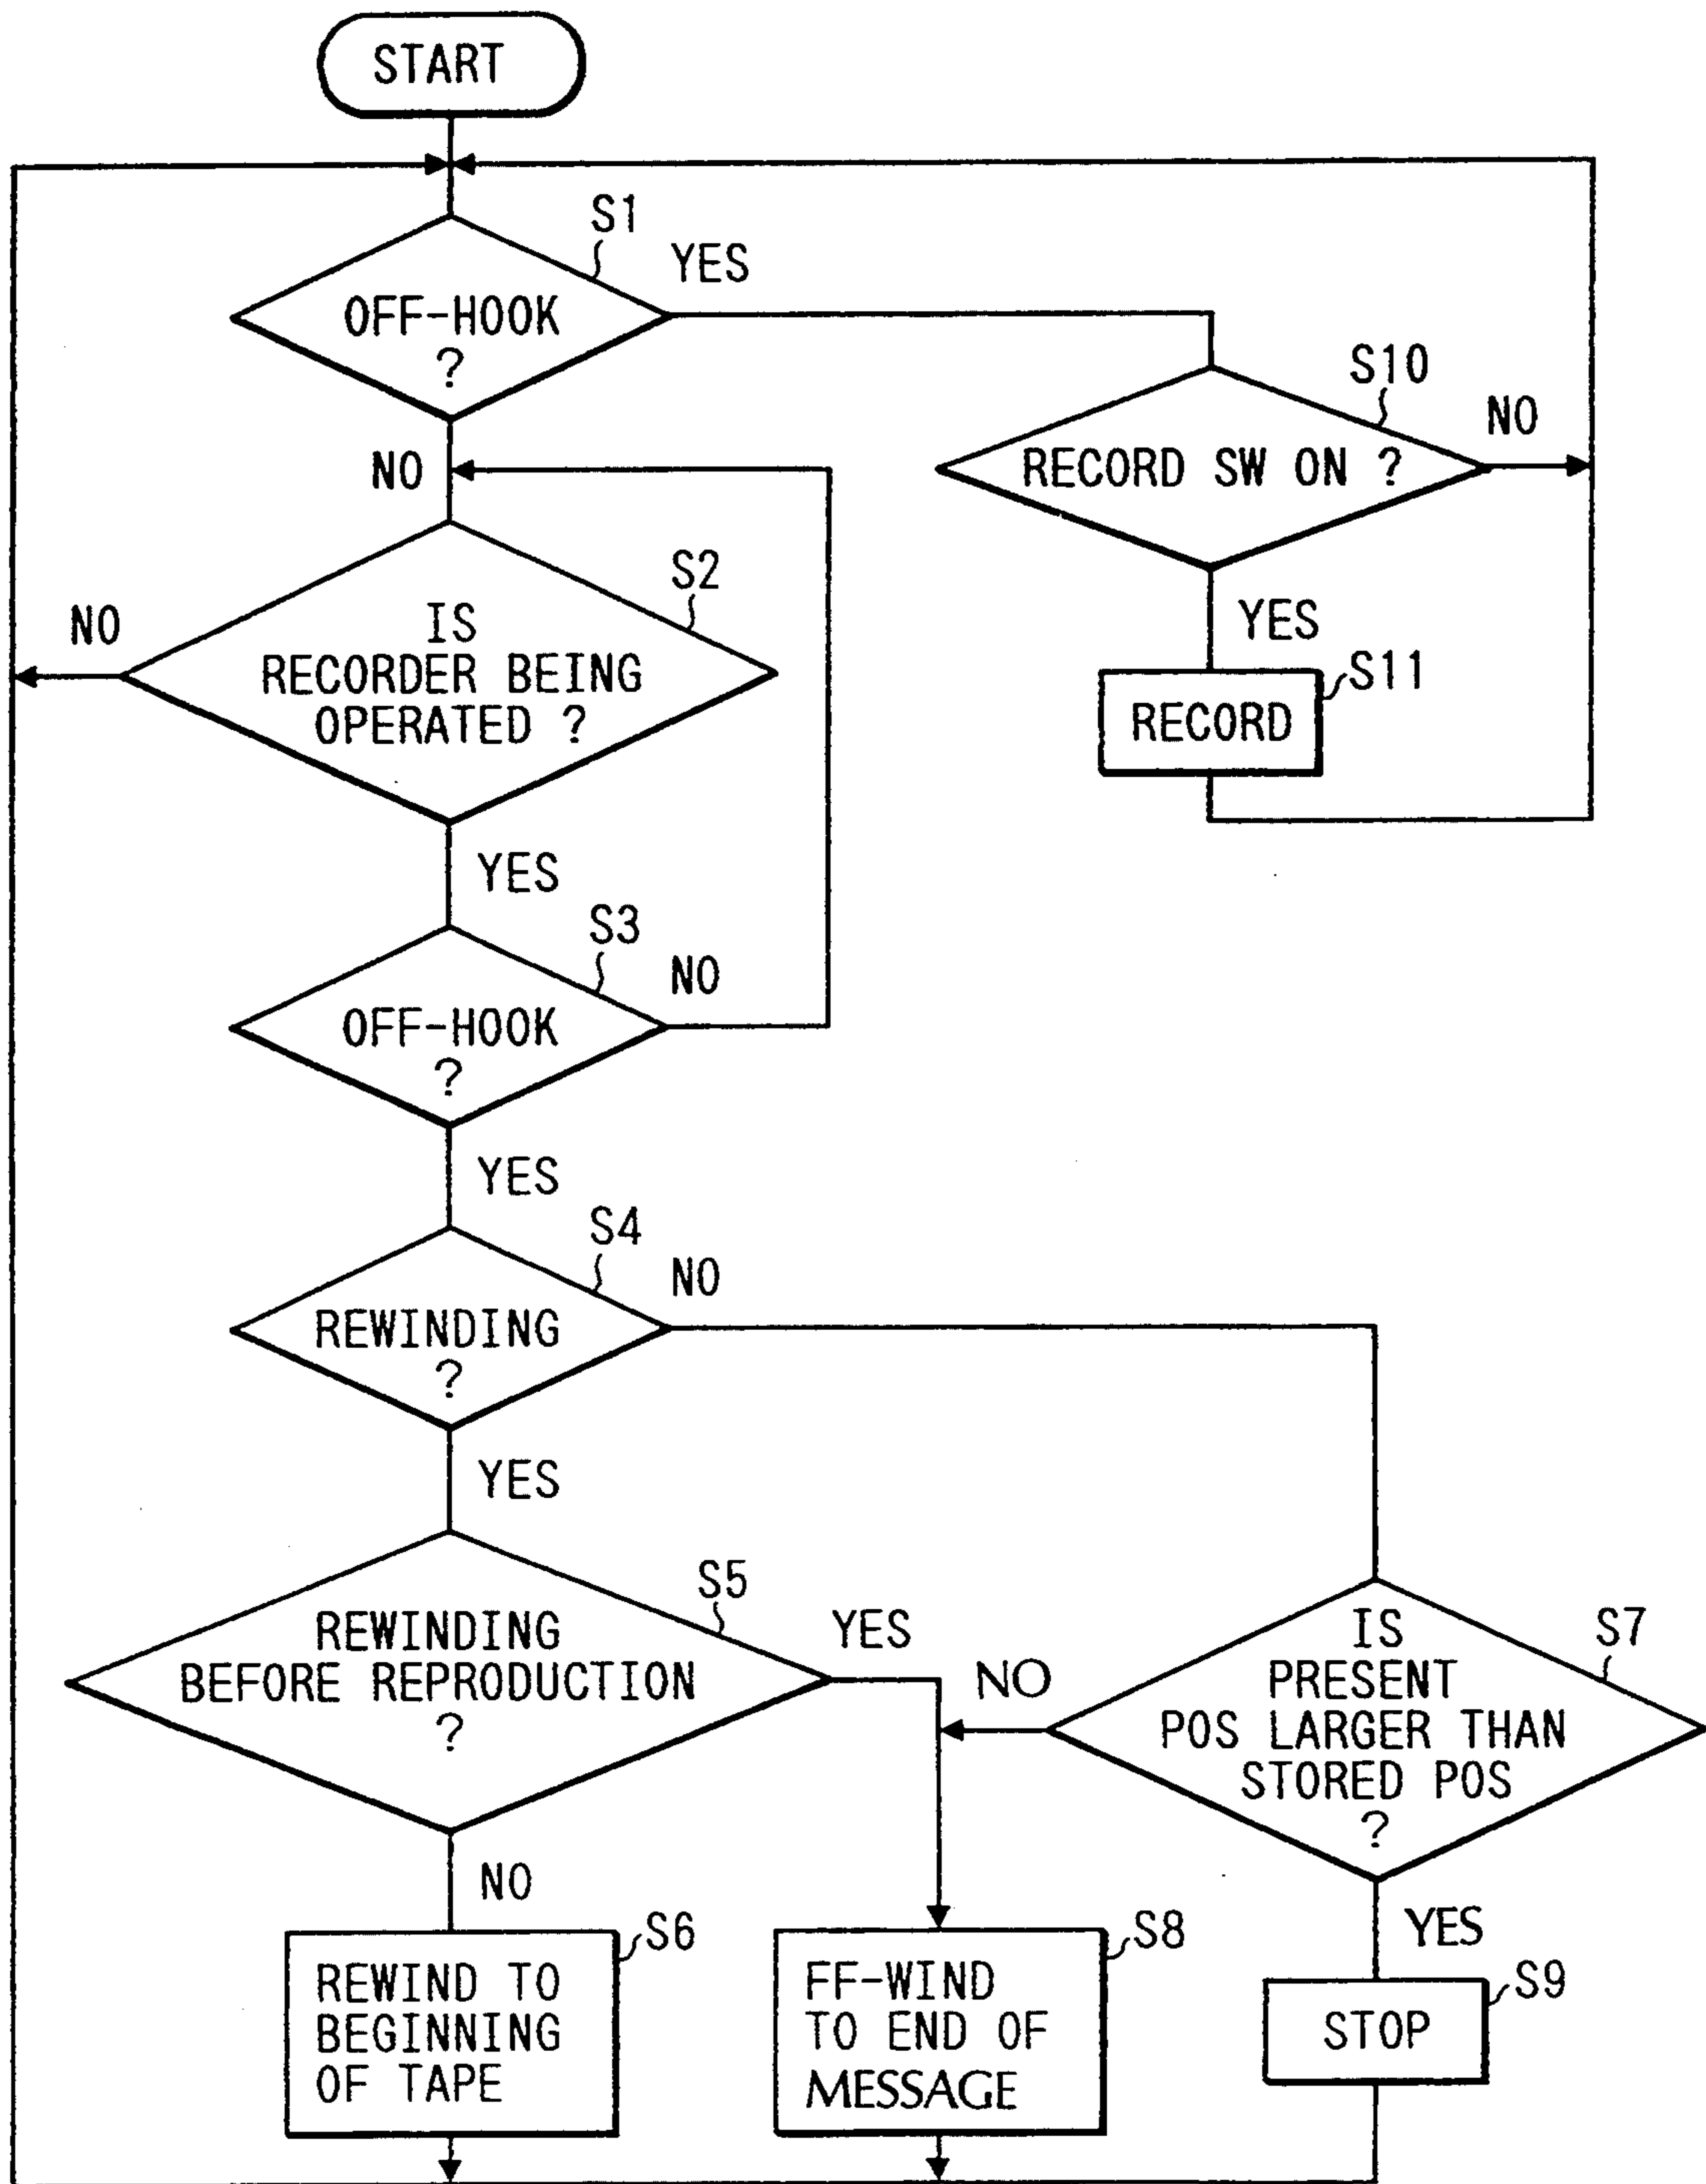 START
S1
YES
OFF-HOOK
?
NO
S10
NO
RECORD SW ON ?
YES
S11
RECORD
S2
NO
IS
RECORDER BEING
OPERATED ?
YES
S3
NO
OFF-HOOK
?
YES
S4
NO
REWINDING
?
YES
S5
YES
REWINDING
BEFORE REPRODUCTION
?
NO
S7
NO
IS
PRESENT
POS LARGER THAN
STORED POS
?
YES
S6
REWIND TO
BEGINNING
OF TAPE
S8
FF-WIND
TO END OF
MESSAGE
S9
STOP